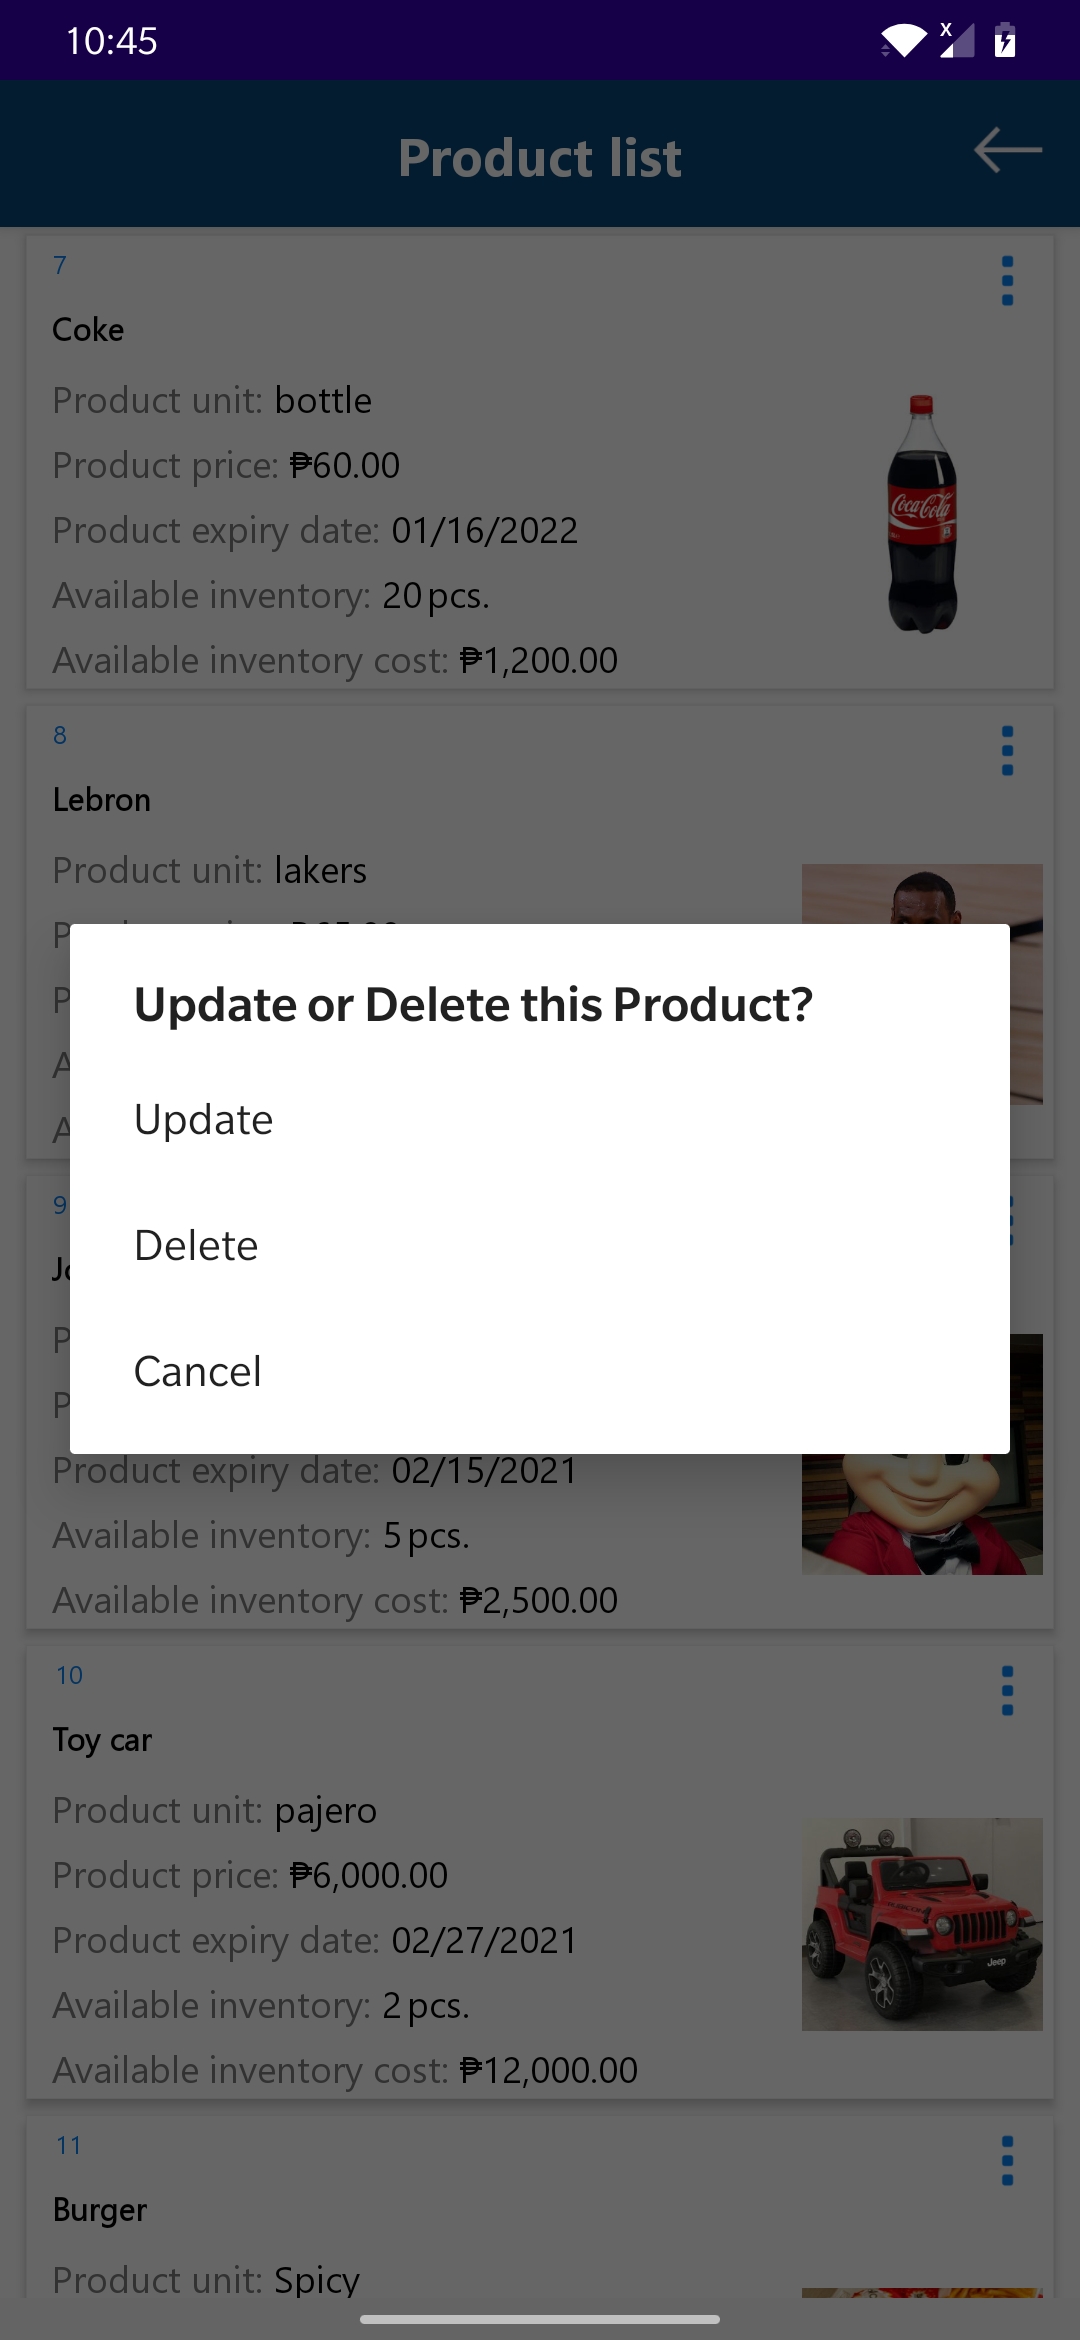 10:45
Product list
7
Coke
Product unit: bottle
Product price: ₱60.00
Coca-Cola
Product expiry date: 01/16/2022
Available inventory: 20 pcs.
Available inventory cost: ₱1,200.00
8
Lebron
Product unit: lakers
Update or Delete this Product?
Update
Delete
Cancel
9
Product expiry date: 02/15/2021
Available inventory: 5 pcs.
Available inventory cost: ₱2,500.00
10
Toy car
Product unit: pajero
Product price: ₱6,000.00
Product expiry date: 02/27/2021
Jeep
Available inventory: 2 pcs.
Available inventory cost: ₱12,000.00
11
Burger
Product unit: Spicy